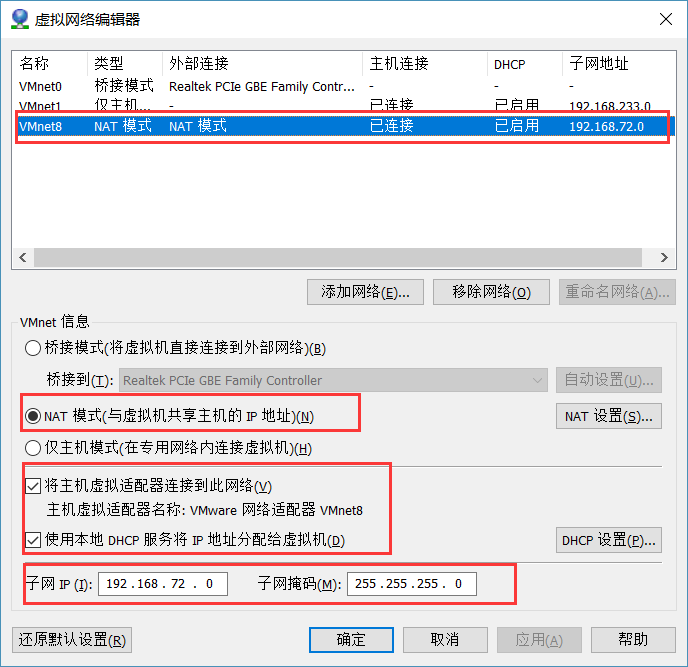 虚拟网络编辑器
名称 类型 外部连接 主机连接 DHCP 子网地址
VMnet0 桥接模式 Realtek PCIe GBE Family Contr... - - -
VMnet1 仅主机... - 已连接 已启用 192.168.233.0
VMnet8 NAT 模式 NAT 模式 已连接 已启用 192.168.72.0
添加网络(E)... 移除网络(O) 重命名网络(A)...
VMnet 信息
桥接模式(将虚拟机直接连接到外部网络)(B)
桥接到(T): Realtek PCIe GBE Family Controller 自动设置(U)...
NAT 模式(与虚拟机共享主机的 IP 地址)(N) NAT 设置(S)...
仅主机模式(在专用网络内连接虚拟机)(H)
将主机虚拟适配器连接到此网络(V)
主机虚拟适配器名称: VMware 网络适配器 VMnet8
使用本地 DHCP 服务将 IP 地址分配给虚拟机(D) DHCP 设置(P)...
子网 IP (I): 192.168.72.0 子网掩码(M): 255.255.255.0
还原默认设置(R) 确定 取消 应用(A) 帮助